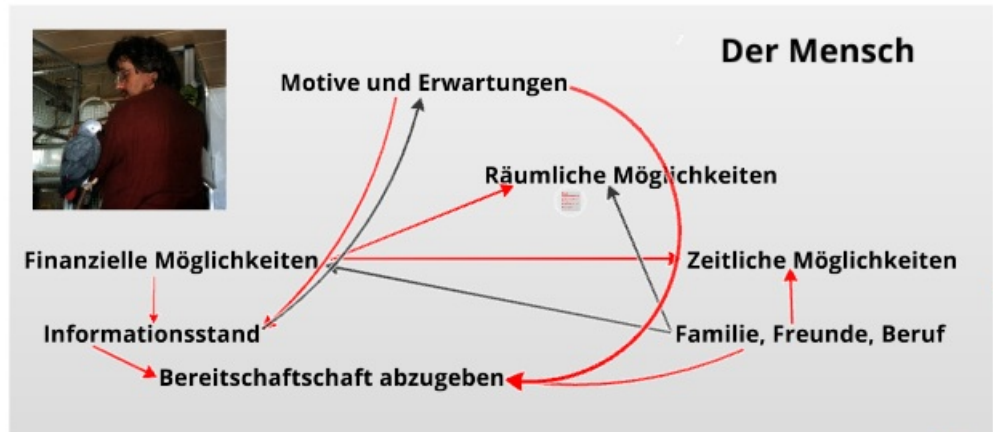 Der Mensch
Motive und Erwartungen
Räumliche Möglichkeiten
Finanzielle Möglichkeiten
Zeitliche Möglichkeiten
Informationsstand
Familie, Freunde, Beruf
Bereitschaftschaft abzugeben